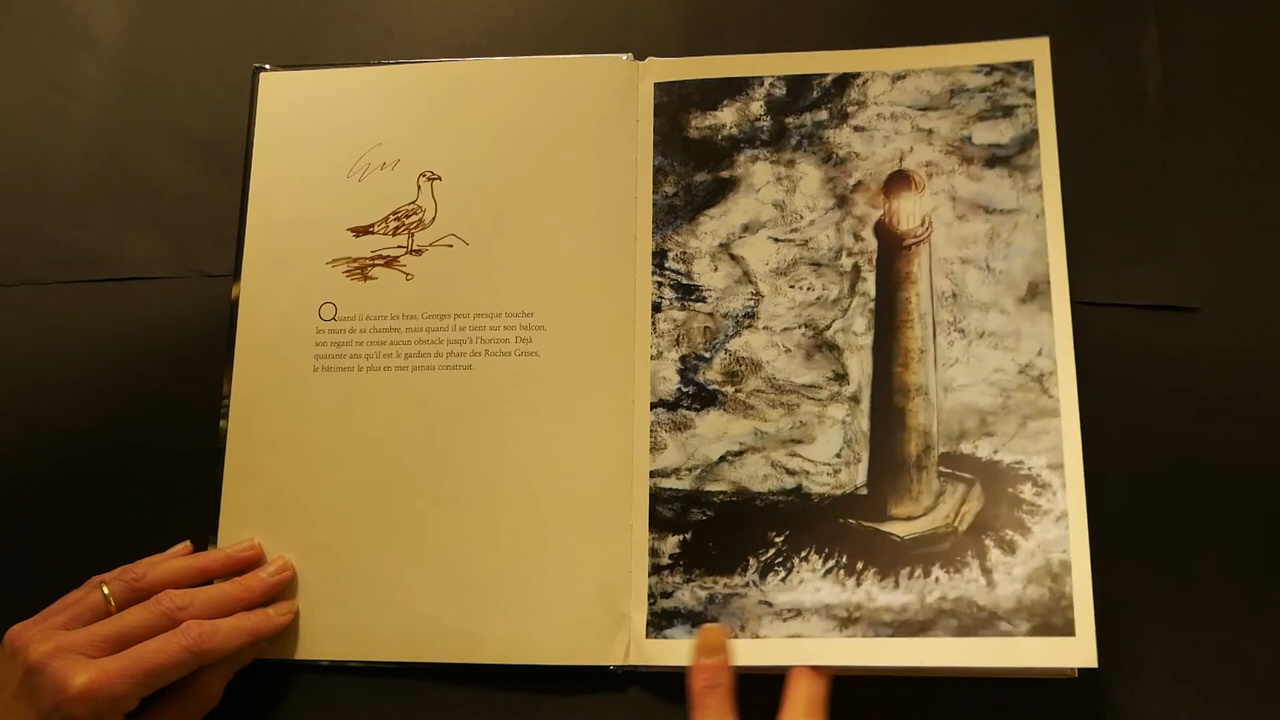 Quand il écarte les bras, Georges peut presque toucher
les murs de sa chambre, mais quand il se tient sur son balcon,
son regard ne croise aucun obstacle jusqu'à l'horizon. Déjà
quarante ans qu'il est le gardien du phare des Roches Grises,
le bâtiment le plus en mer jamais construit.